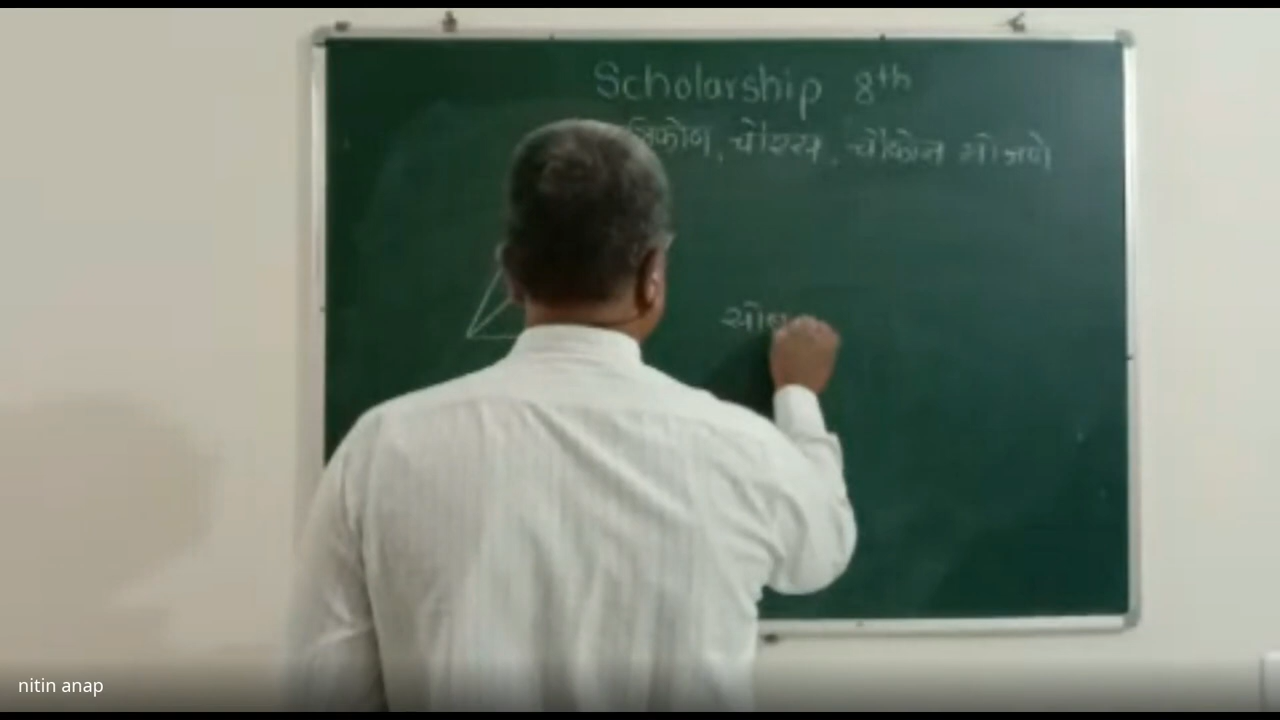 Scholarship 8th
त्रिकोण, चौरस, चौकोन मोजणे
nitin anap